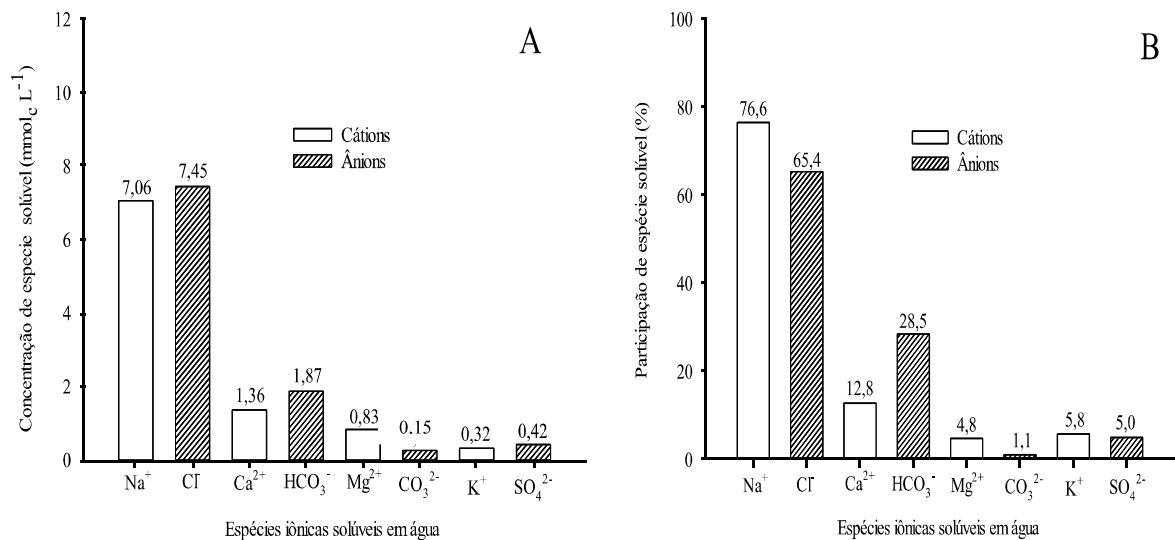 A
Concentração de especie solúvel (mmol_c L⁻¹)
12
10
8
6
4
2
0
Cátions
Ânions
7,06
7,45
1,36
1,87
0,83
0.15
0,32
0,42
Na⁺
Cl⁻
Ca²⁺
HCO₃⁻
Mg²⁺
CO₃²⁻
K⁺
SO₄²⁻
Espécies iônicas solúveis em água
B
Participação de espécie solúvel (%)
100
80
60
40
20
0
Cátions
Ânions
76,6
65,4
12,8
28,5
4,8
1,1
5,8
5,0
Na⁺
Cl⁻
Ca²⁺
HCO₃⁻
Mg²⁺
CO₃²⁻
K⁺
SO₄²⁻
Espécies iônicas solúveis em água